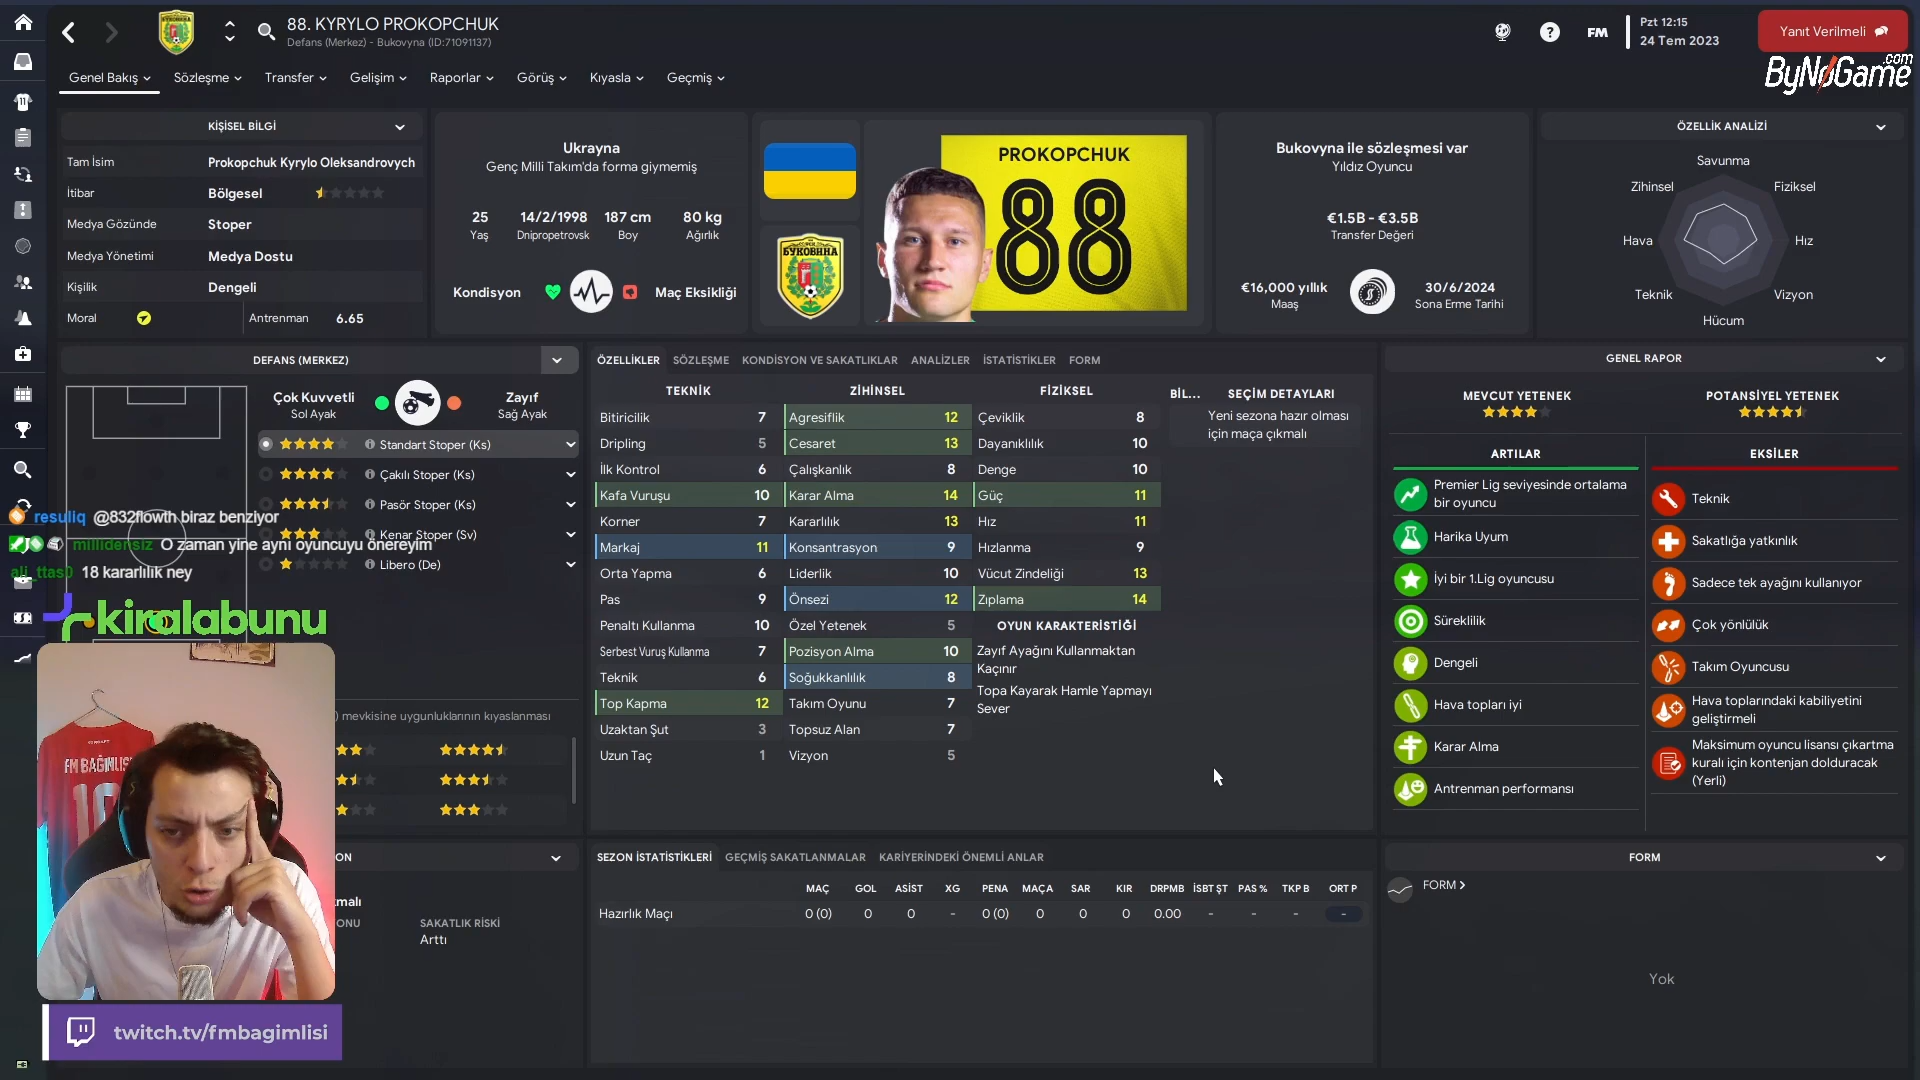 88. KYRYLO PROKOPCHUK
Defans (Merkez) - Bukovyna (ID:71091137)
FM
Pzt 12:15
24 Tem 2023
Yanıt Verilmeli
ByNoGame
.com
Genel Bakış
Sözleşme
Transfer
Gelişim
Raporlar
Görüş
Kıyasla
Geçmiş
KİŞİSEL BİLGİ
Tam İsim Prokopchuk Kyrylo Oleksandrovych
İtibar Bölgesel
Medya Gözünde Stoper
Medya Yönetimi Medya Dostu
Kişilik Dengeli
Moral
Antrenman 6.65
Ukrayna
Genç Milli Takım'da forma giymemiş
25 14/2/1998 187 cm 80 kg
Yaş Dnipropetrovsk Boy Ağırlık
Kondisyon
Maç Eksikliği
БУКОВИНА
PROKOPCHUK
88
Bukovyna ile sözleşmesi var
Yıldız Oyuncu
€1.5B - €3.5B
Transfer Değeri
€16,000 yıllık
Maaş
30/6/2024
Sona Erme Tarihi
ÖZELLİK ANALİZİ
Savunma
Zihinsel
Fiziksel
Hava
Hız
Teknik
Vizyon
Hücum
DEFANS (MERKEZ)
Çok Kuvvetli
Sol Ayak
Zayıf
Sağ Ayak
Standart Stoper (Ks)
Çakılı Stoper (Ks)
Pasör Stoper (Ks)
Kenar Stoper (Sv)
Libero (De)
resullq @832flowth biraz benziyor
millidensiz O zaman yine aynı oyuncuyu önereyim
ali_ttas0 18 kararlılık ney
kiralabunu
) mevkisine uygunluklarının kıyaslanması
FM BAĞIMLISI
10
ON
malı
ONU
SAKATLIK RİSKİ
Arttı
twitch.tv/fmbagimlisi
ÖZELLİKLER
SÖZLEŞME
KONDİSYON VE SAKATLIKLAR
ANALİZLER
İSTATİSTİKLER
FORM
TEKNİK
Bitiricilik 7
Dripling 5
İlk Kontrol 6
Kafa Vuruşu 10
Korner 7
Markaj 11
Orta Yapma 6
Pas 9
Penaltı Kullanma 10
Serbest Vuruş Kullanma 7
Teknik 6
Top Kapma 12
Uzaktan Şut 3
Uzun Taç 1
ZİHİNSEL
Agresiflik 12
Cesaret 13
Çalışkanlık 8
Karar Alma 14
Kararlılık 13
Konsantrasyon 9
Liderlik 10
Önsezi 12
Özel Yetenek 5
Pozisyon Alma 10
Soğukkanlılık 8
Takım Oyunu 7
Topsuz Alan 7
Vizyon 5
FİZİKSEL
Çeviklik 8
Dayanıklılık 10
Denge 10
Güç 11
Hız 11
Hızlanma 9
Vücut Zindeliği 13
Zıplama 14
OYUN KARAKTERİSTİĞİ
Zayıf Ayağını Kullanmaktan
Kaçınır
Topa Kayarak Hamle Yapmayı
Sever
BİL...
SEÇİM DETAYLARI
Yeni sezona hazır olması
için maça çıkmalı
GENEL RAPOR
MEVCUT YETENEK
POTANSİYEL YETENEK
ARTILAR
Premier Lig seviyesinde ortalama
bir oyuncu
Harika Uyum
İyi bir 1.Lig oyuncusu
Süreklilik
Dengeli
Hava topları iyi
Karar Alma
Antrenman performansı
EKSİLER
Teknik
Sakatlığa yatkınlık
Sadece tek ayağını kullanıyor
Çok yönlülük
Takım Oyuncusu
Hava toplarındaki kabiliyetini
geliştirmeli
Maksimum oyuncu lisansı çıkartma
kuralı için kontenjan dolduracak
(Yerli)
SEZON İSTATİSTİKLERİ
GEÇMİŞ SAKATLANMALAR
KARİYERİNDEKİ ÖNEMLİ ANLAR
MAÇ GOL ASİST XG PENA MAÇA SAR KIR DRPMB İSBT ŞT PAS % TKP B ORT P
Hazırlık Maçı 0 (0) 0 0 - 0 (0) 0 0 0 0.00 - - - -
FORM
FORM
Yok